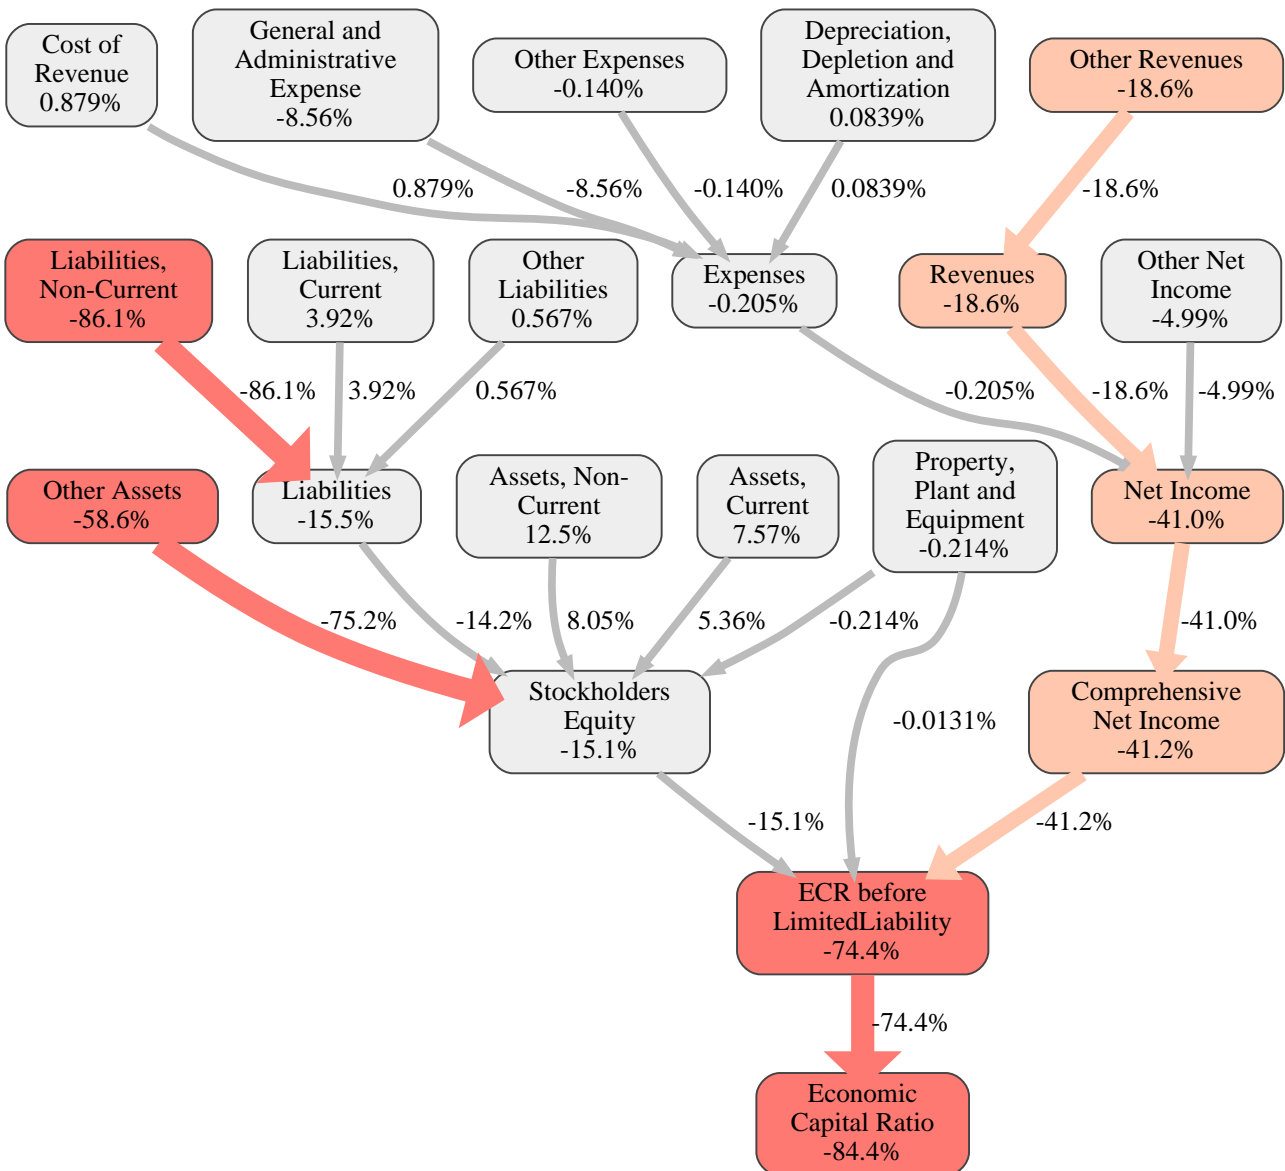 Cost of
Revenue
0.879%
General and
Administrative
Expense
-8.56%
Other Expenses
-0.140%
Depreciation,
Depletion and
Amortization
0.0839%
Other Revenues
-18.6%
0.879%
-8.56%
-0.140%
0.0839%
-18.6%
Liabilities,
Non-Current
-86.1%
Liabilities,
Current
3.92%
Other
Liabilities
0.567%
Expenses
-0.205%
Revenues
-18.6%
Other Net
Income
-4.99%
-86.1%
3.92%
0.567%
-0.205%
-18.6%
-4.99%
Other Assets
-58.6%
Liabilities
-15.5%
Assets, Non-
Current
12.5%
Assets,
Current
7.57%
Property,
Plant and
Equipment
-0.214%
Net Income
-41.0%
-75.2%
-14.2%
8.05%
5.36%
-0.214%
-41.0%
Stockholders
Equity
-15.1%
-0.0131%
Comprehensive
Net Income
-41.2%
-15.1%
-41.2%
ECR before
LimitedLiability
-74.4%
-74.4%
Economic
Capital Ratio
-84.4%